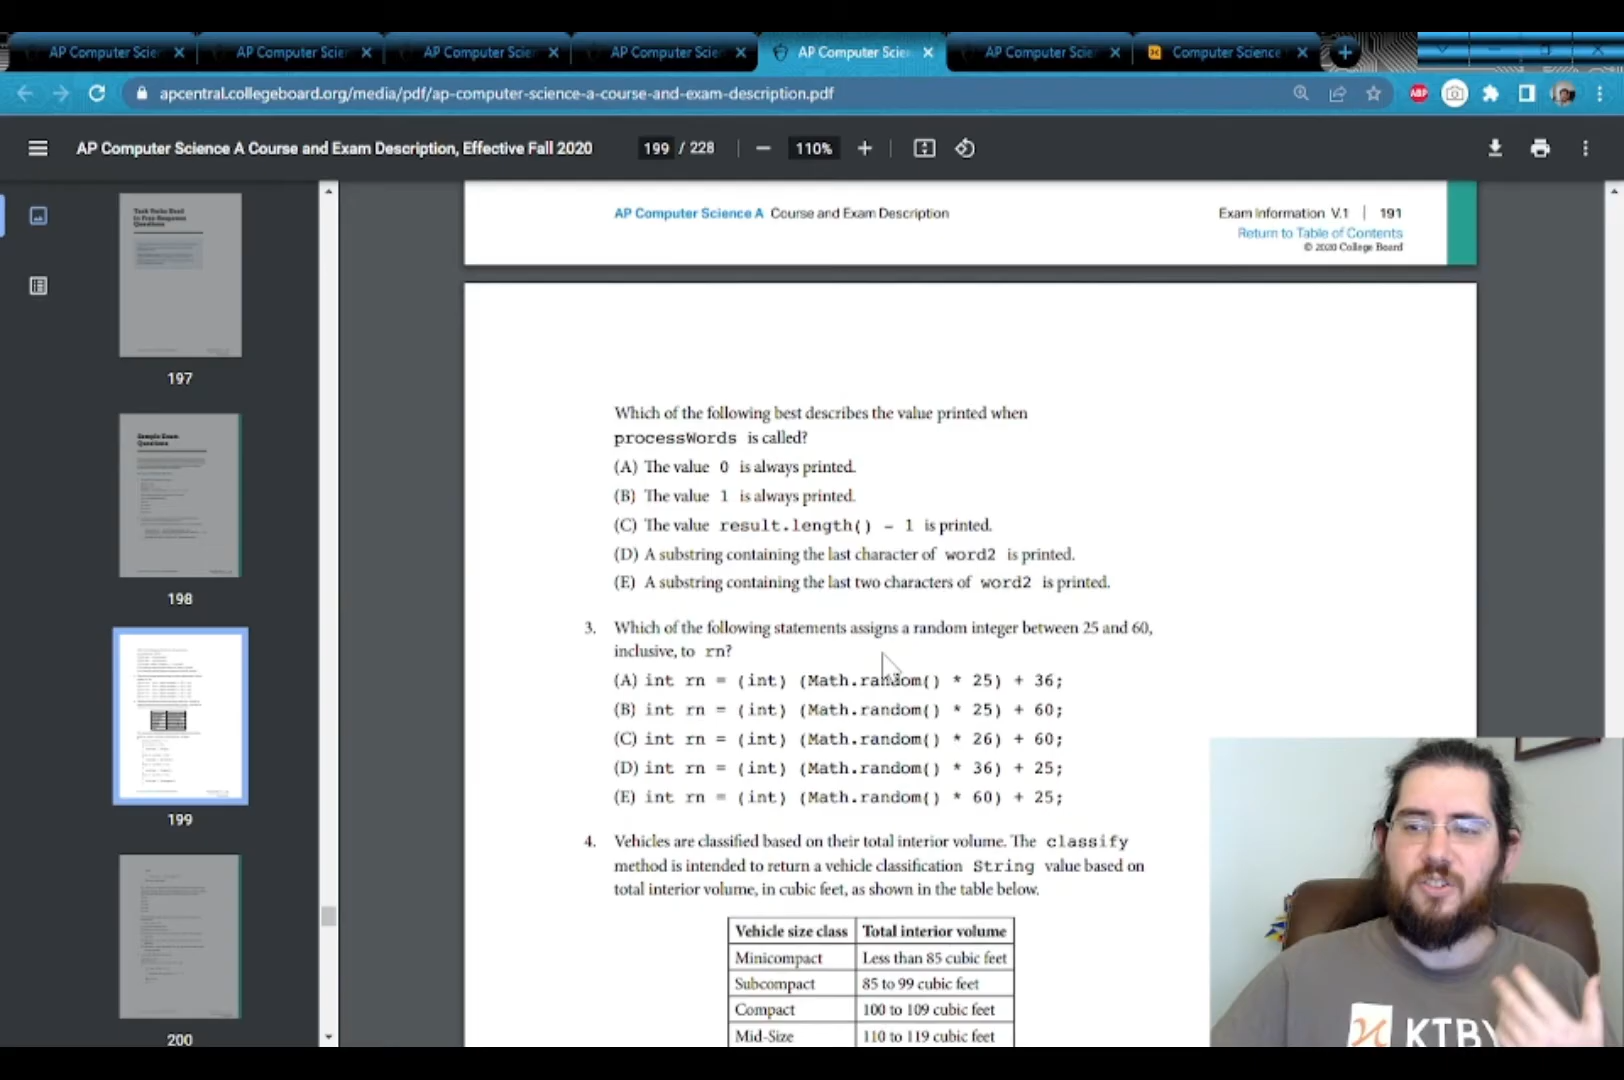 AP Computer Scie
AP Computer Scie
AP Computer Scie
AP Computer Scie
AP Computer Scie
AP Computer Scie
Computer Science
apcentral.collegeboard.org/media/pdf/ap-computer-science-a-course-and-exam-description.pdf
ABP
AP Computer Science A Course and Exam Description, Effective Fall 2020
199 / 228
110%
AP Computer Science A Course and Exam Description
Exam Information V.1 | 191
Return to Table of Contents
© 2020 College Board
Task Verbs Used
in Free-Response
Questions
197
Sample Exam
Questions
198
199
200
Which of the following best describes the value printed when
processWords is called?
(A) The value 0 is always printed.
(B) The value 1 is always printed.
(C) The value result.length() - 1 is printed.
(D) A substring containing the last character of word2 is printed.
(E) A substring containing the last two characters of word2 is printed.
3. Which of the following statements assigns a random integer between 25 and 60,
inclusive, to rn?
(A) int rn = (int) (Math.random() * 25) + 36;
(B) int rn = (int) (Math.random() * 25) + 60;
(C) int rn = (int) (Math.random() * 26) + 60;
(D) int rn = (int) (Math.random() * 36) + 25;
(E) int rn = (int) (Math.random() * 60) + 25;
4. Vehicles are classified based on their total interior volume. The classify
method is intended to return a vehicle classification String value based on
total interior volume, in cubic feet, as shown in the table below.
Vehicle size class Total interior volume
Minicompact Less than 85 cubic feet
Subcompact 85 to 99 cubic feet
Compact 100 to 109 cubic feet
Mid-Size 110 to 119 cubic feet
KTBY